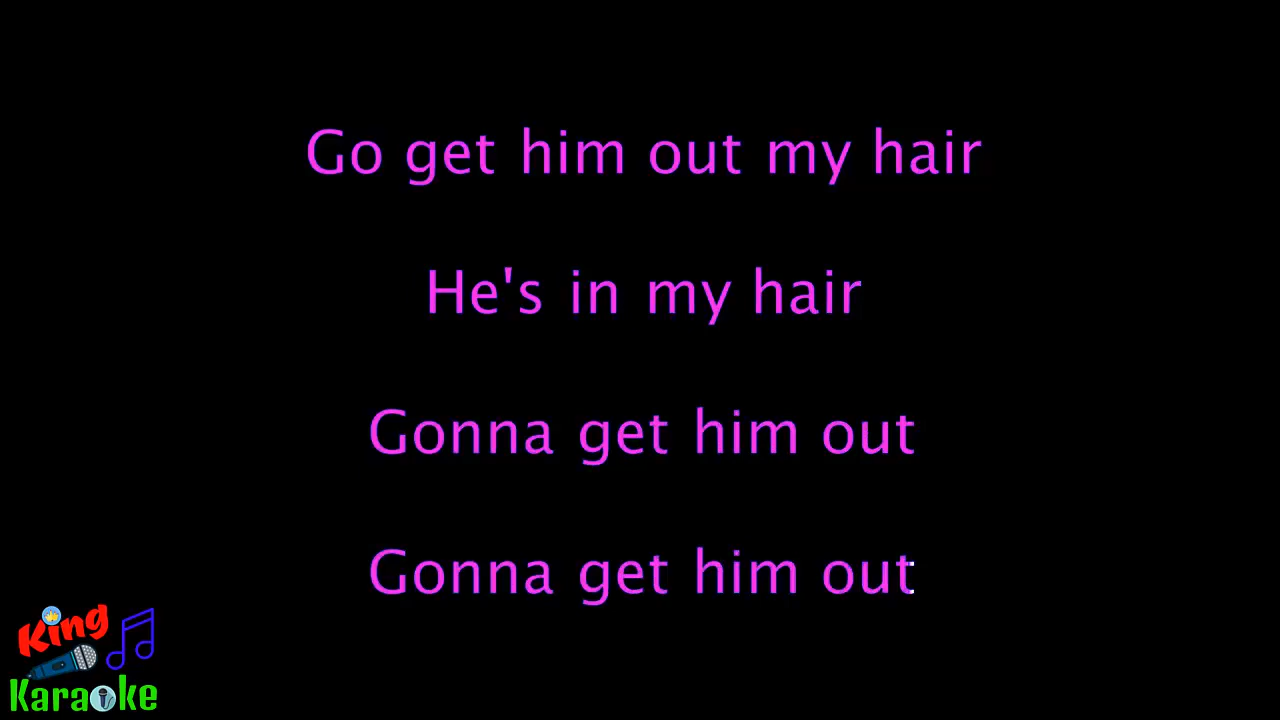 Go get him out my hair
He's in my hair
Gonna get him out
Gonna get him out
King
Karaoke